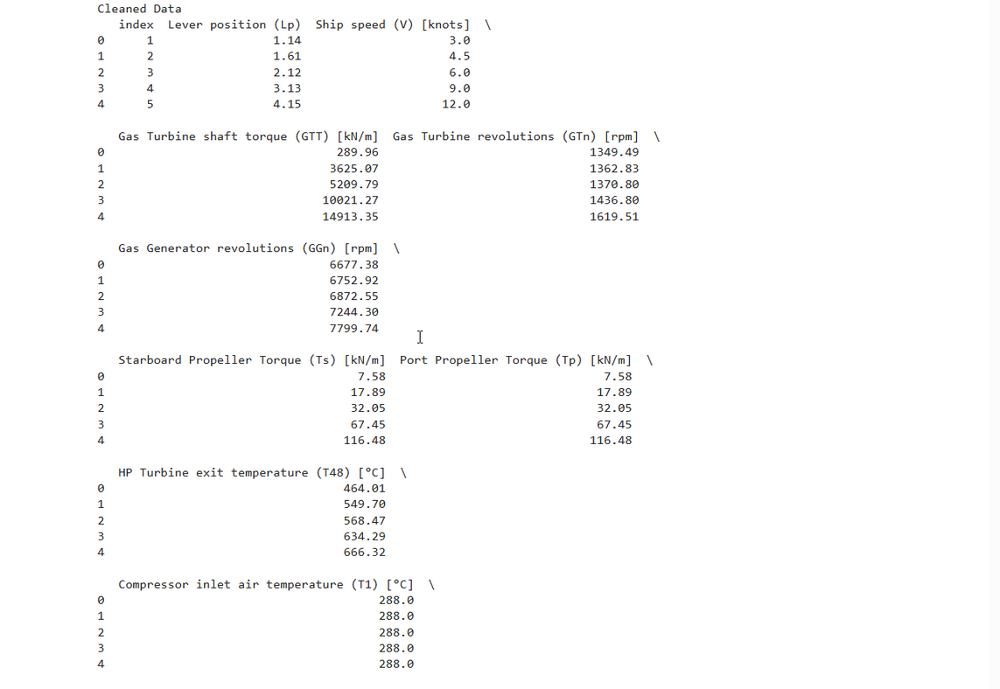 Cleaned Data
index  Lever position (Lp)  Ship speed (V) [knots]  \
0  1  1.14  3.0
1  2  1.61  4.5
2  3  2.12  6.0
3  4  3.13  9.0
4  5  4.15  12.0
Gas Turbine shaft torque (GTT) [kN/m]  Gas Turbine revolutions (GTn) [rpm]  \
0  289.96  1349.49
1  3625.07  1362.83
2  5209.79  1370.80
3  10021.27  1436.80
4  14913.35  1619.51
Gas Generator revolutions (GGn) [rpm]  \
0  6677.38
1  6752.92
2  6872.55
3  7244.30
4  7799.74
Starboard Propeller Torque (Ts) [kN/m]  Port Propeller Torque (Tp) [kN/m]  \
0  7.58  7.58
1  17.89  17.89
2  32.05  32.05
3  67.45  67.45
4  116.48  116.48
HP Turbine exit temperature (T48) [°C]  \
0  464.01
1  549.70
2  568.47
3  634.29
4  666.32
Compressor inlet air temperature (T1) [°C]  \
0  288.0
1  288.0
2  288.0
3  288.0
4  288.0